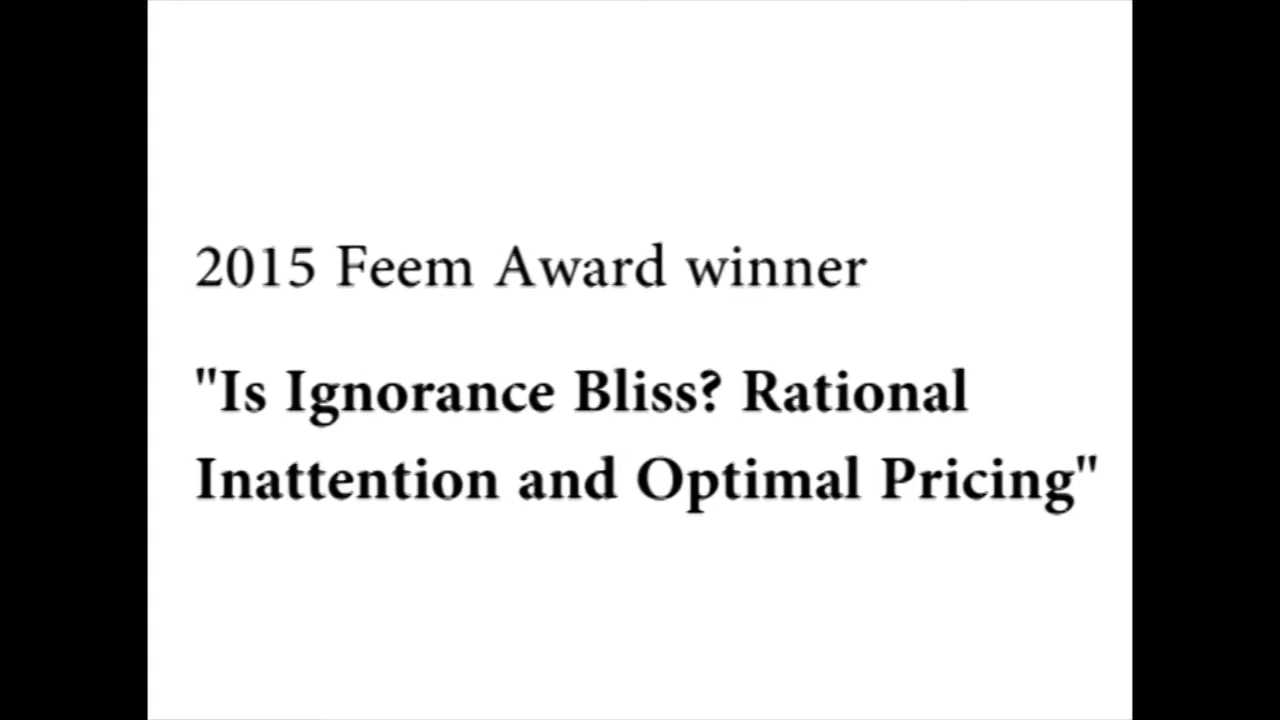 2015 Feem Award winner
"Is Ignorance Bliss? Rational
Inattention and Optimal Pricing"